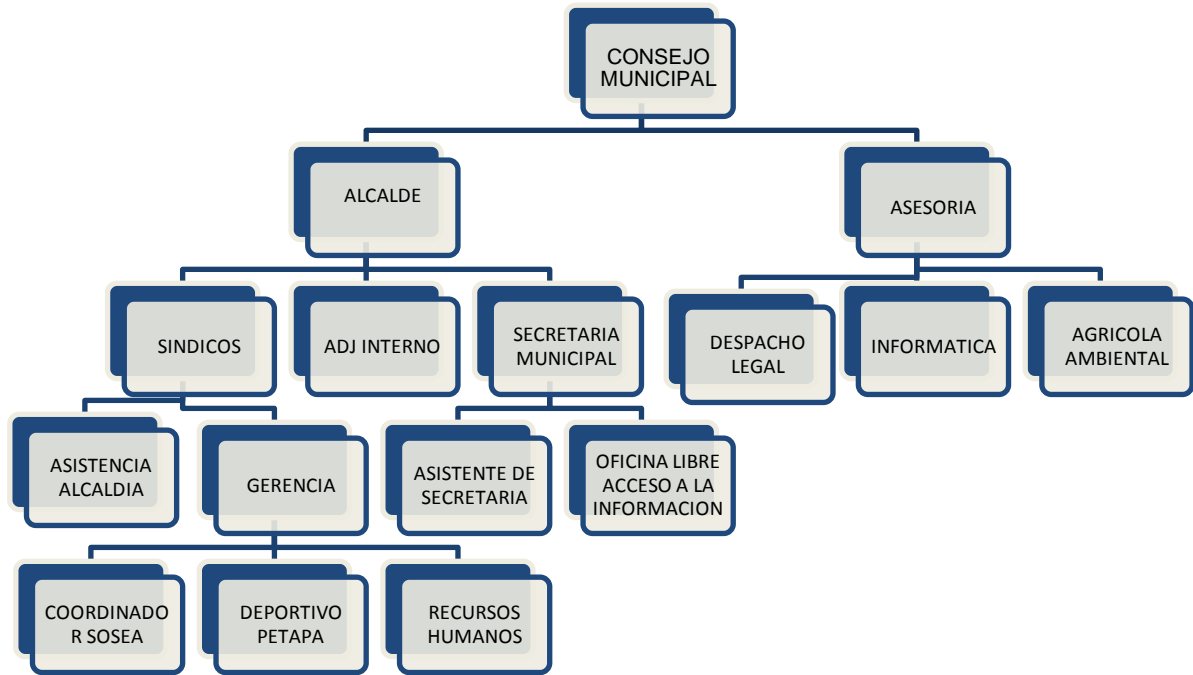 CONSEJO
MUNICIPAL
ALCALDE
ASESORIA
SINDICOS
ADJ INTERNO
SECRETARIA
MUNICIPAL
DESPACHO
LEGAL
INFORMATICA
AGRICOLA
AMBIENTAL
ASISTENCIA
ALCALDIA
GERENCIA
ASISTENTE DE
SECRETARIA
OFICINA LIBRE
ACCESO A LA
INFORMACION
COORDINADO
R SOSEA
DEPORTIVO
PETAPA
RECURSOS
HUMANOS